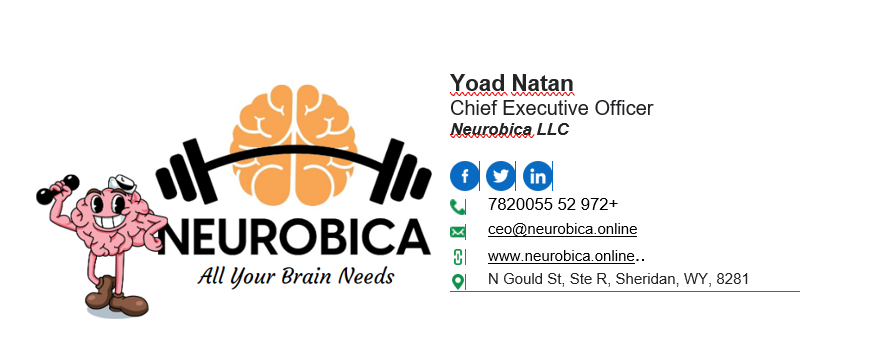 NEUROBICA
All Your Brain Needs
Yoad Natan
Chief Executive Officer
Neurobica LLC
7820055 52 972+
ceo@neurobica.online
www.neurobica.online..
N Gould St, Ste R, Sheridan, WY, 8281